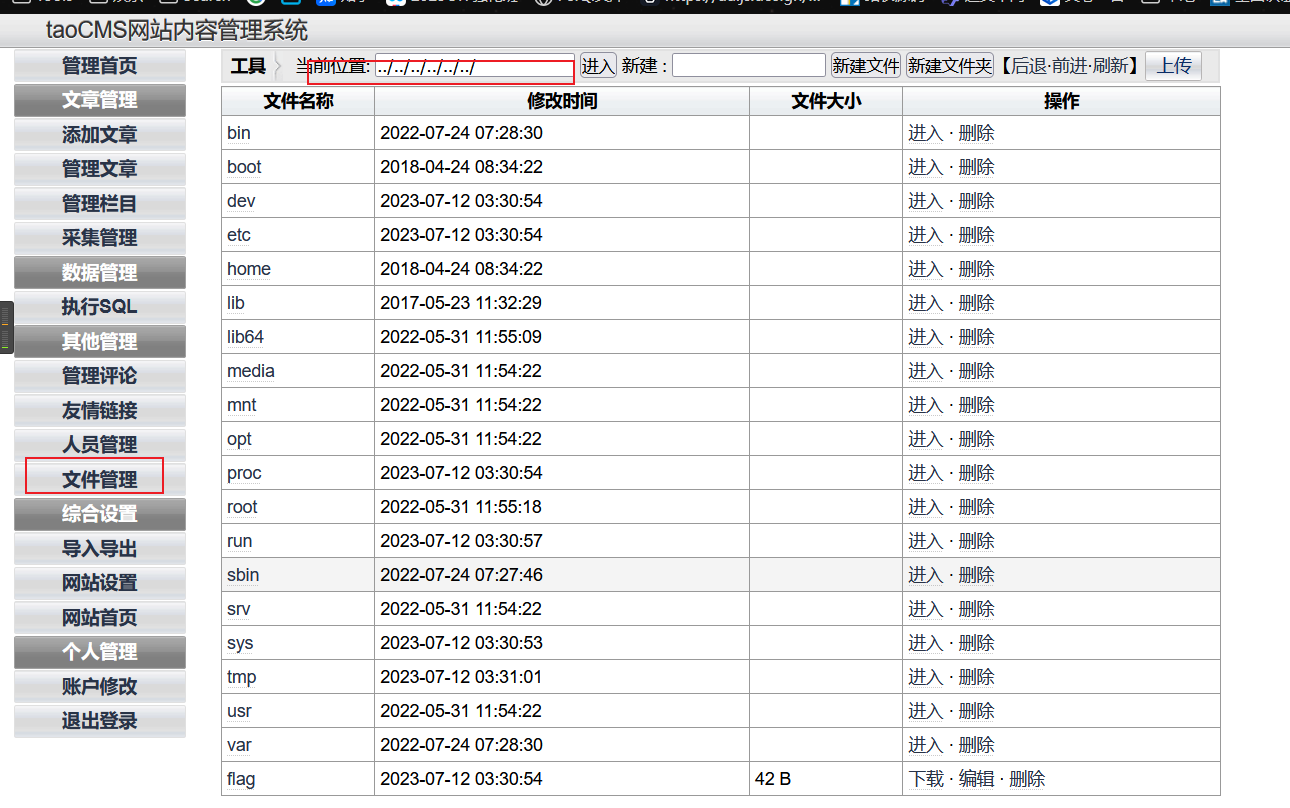 taoCMS网站内容管理系统
管理首页
文章管理
添加文章
管理文章
管理栏目
采集管理
数据管理
执行SQL
其他管理
管理评论
友情链接
人员管理
文件管理
综合设置
导入导出
网站设置
网站首页
个人管理
账户修改
退出登录
工具 当前位置: ../../../../../../ 进入 新建 : 新建文件 新建文件夹 【后退·前进·刷新】 上传
文件名称 修改时间 文件大小 操作
bin 2022-07-24 07:28:30 进入 · 删除
boot 2018-04-24 08:34:22 进入 · 删除
dev 2023-07-12 03:30:54 进入 · 删除
etc 2023-07-12 03:30:54 进入 · 删除
home 2018-04-24 08:34:22 进入 · 删除
lib 2017-05-23 11:32:29 进入 · 删除
lib64 2022-05-31 11:55:09 进入 · 删除
media 2022-05-31 11:54:22 进入 · 删除
mnt 2022-05-31 11:54:22 进入 · 删除
opt 2022-05-31 11:54:22 进入 · 删除
proc 2023-07-12 03:30:54 进入 · 删除
root 2022-05-31 11:55:18 进入 · 删除
run 2023-07-12 03:30:57 进入 · 删除
sbin 2022-07-24 07:27:46 进入 · 删除
srv 2022-05-31 11:54:22 进入 · 删除
sys 2023-07-12 03:30:53 进入 · 删除
tmp 2023-07-12 03:31:01 进入 · 删除
usr 2022-05-31 11:54:22 进入 · 删除
var 2022-07-24 07:28:30 进入 · 删除
flag 2023-07-12 03:30:54 42 B 下载 · 编辑 · 删除